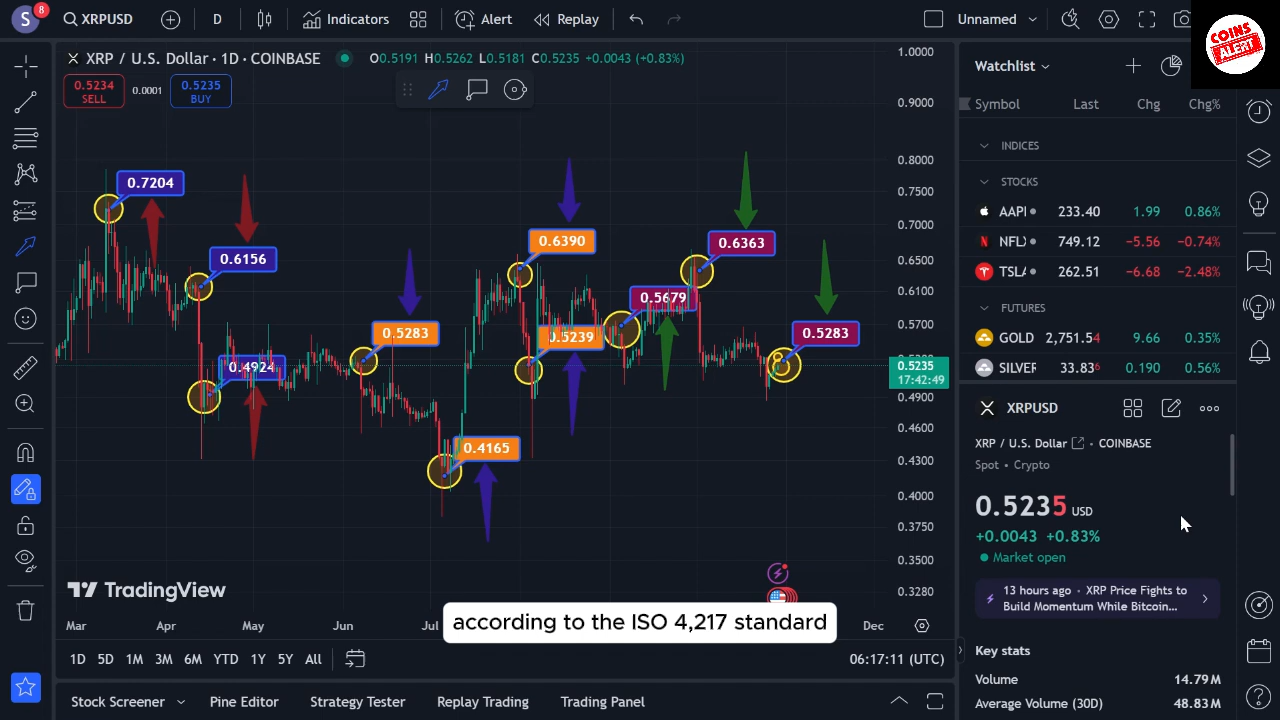 S 8 XRPUSD D Indicators Alert Replay Unnamed
COINS ALERT
XRP / U.S. Dollar · 1D · COINBASE O0.5191 H0.5262 L0.5181 C0.5235 +0.0043 (+0.83%)
0.5234 SELL 0.0001 0.5235 BUY
1.0000
0.9000
0.8000
0.7500
0.7000
0.6500
0.6100
0.5700
0.5235
17:42:49
0.4900
0.4600
0.4300
0.4000
0.3750
0.3500
0.3280
0.7204
0.6156
0.4924
0.5283
0.4165
0.6390
0.5239
0.5679
0.6363
0.5283
TradingView
Mar Apr May Jun Jul Dec
according to the ISO 4,217 standard
1D 5D 1M 3M 6M YTD 1Y 5Y All 06:17:11 (UTC)
Stock Screener Pine Editor Strategy Tester Replay Trading Trading Panel
Watchlist
Symbol Last Chg Chg%
INDICES
STOCKS
AAPL 233.40 1.99 0.86%
NFLX 749.12 −5.56 −0.74%
TSLA 262.51 −6.68 −2.48%
FUTURES
GOLD 2,751.54 9.66 0.35%
SILVER 33.836 0.190 0.56%
XRPUSD
XRP / U.S. Dollar · COINBASE
Spot · Crypto
0.5235 USD
+0.0043 +0.83%
Market open
13 hours ago · XRP Price Fights to
Build Momentum While Bitcoin...
Key stats
Volume 14.79M
Average Volume (30D) 48.83M